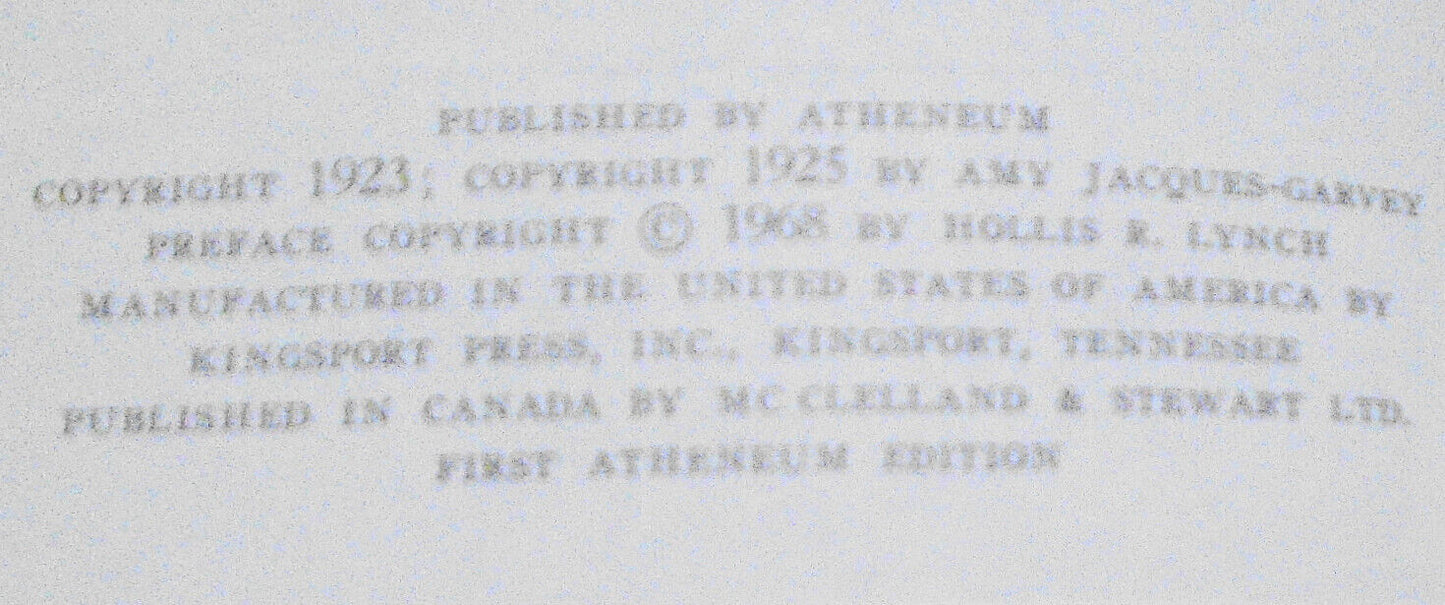 PUBLISHED BY ATHENEUM
COPYRIGHT 1923; COPYRIGHT 1925 BY AMY JACQUES-GARVEY
PREFACE COPYRIGHT © 1968 BY HOLLIS R. LYNCH
MANUFACTURED IN THE UNITED STATES OF AMERICA BY
KINGSPORT PRESS, INC., KINGSPORT, TENNESSEE
PUBLISHED IN CANADA BY MC CLELLAND & STEWART LTD.
FIRST ATHENEUM EDITION